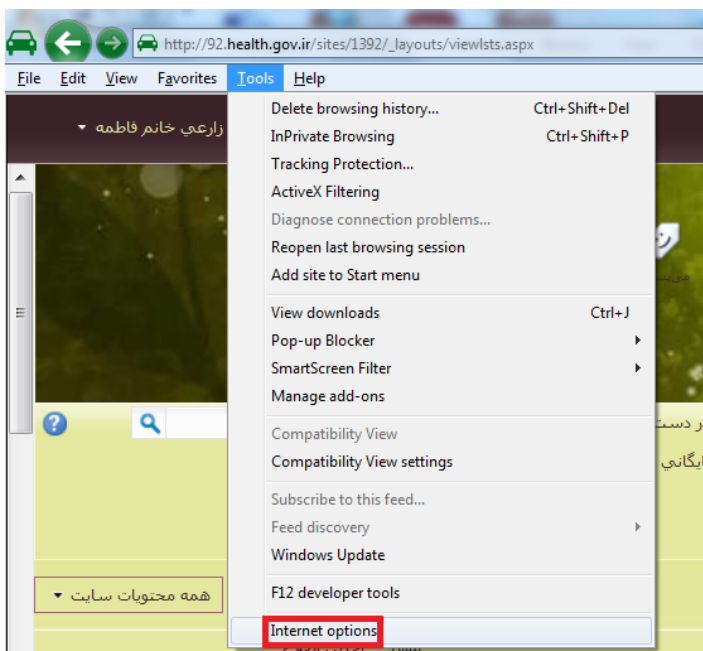 http://92.health.gov.ir/sites/1392/_layouts/viewlsts.aspx
File Edit View Favorites Tools Help
زارعي خانم فاطمه
Delete browsing history... Ctrl+Shift+Del
InPrivate Browsing Ctrl+Shift+P
Tracking Protection...
ActiveX Filtering
Diagnose connection problems...
Reopen last browsing session
Add site to Start menu
View downloads Ctrl+J
Pop-up Blocker
SmartScreen Filter
Manage add-ons
Compatibility View
Compatibility View settings
Subscribe to this feed...
Feed discovery
Windows Update
همه محتويات سايت
F12 developer tools
Internet options